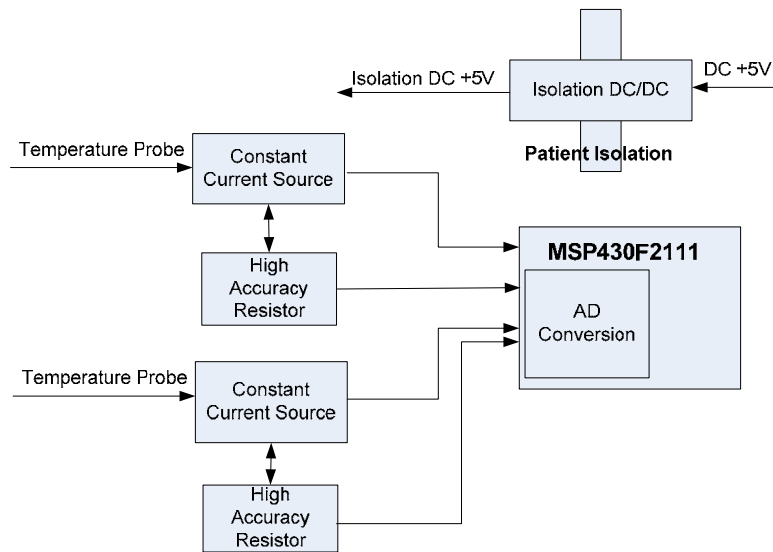 Isolation DC +5V
Isolation DC/DC
DC +5V
Patient Isolation
Temperature Probe
Constant
Current Source
High
Accuracy
Resistor
MSP430F2111
AD
Conversion
Temperature Probe
Constant
Current Source
High
Accuracy
Resistor